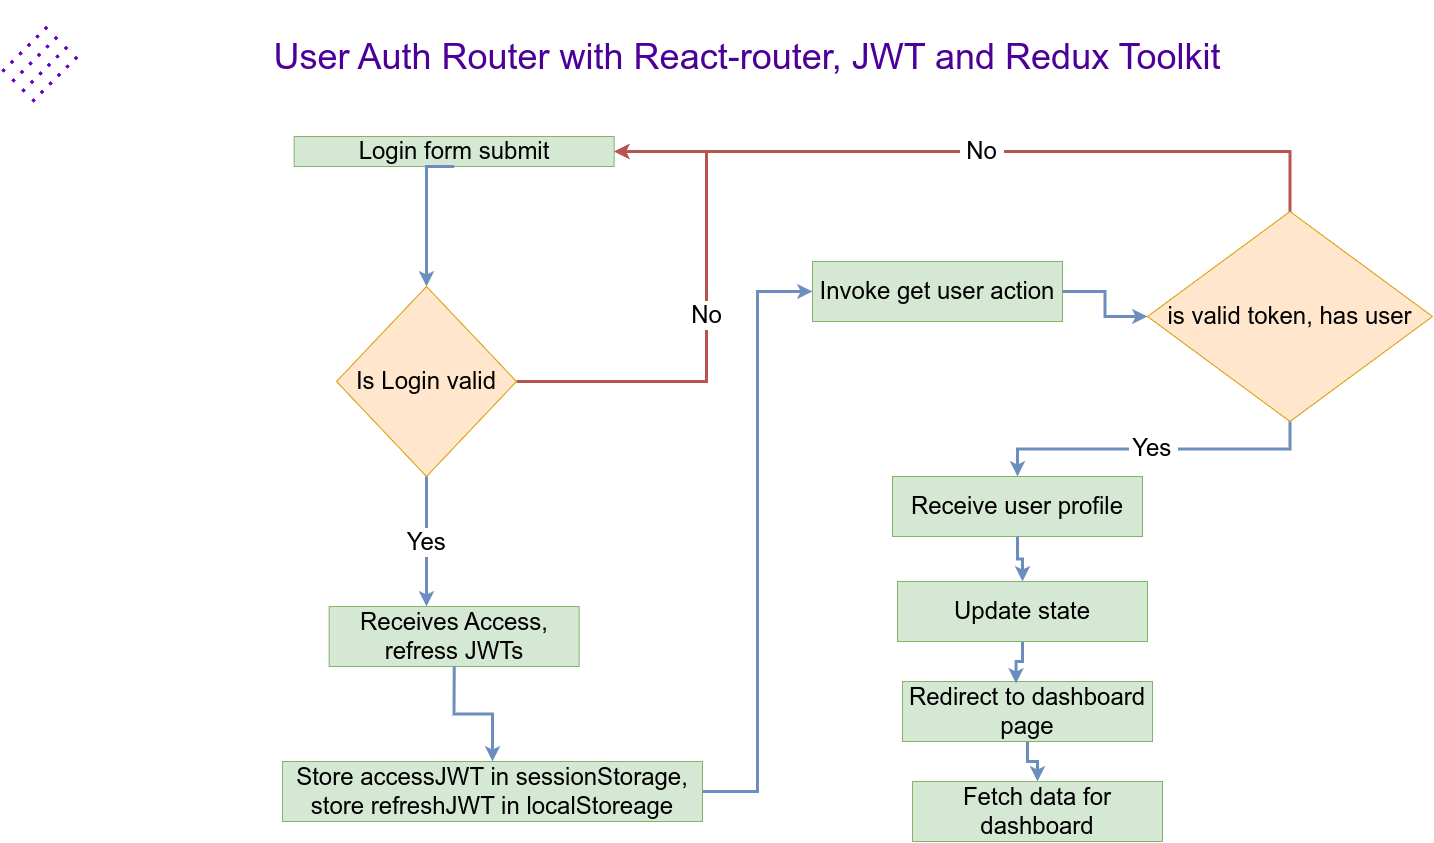 User Auth Router with React-router, JWT and Redux Toolkit
Login form submit
No
Invoke get user action
is valid token, has user
No
Is Login valid
Yes
Receive user profile
Yes
Receives Access,
refress JWTs
Update state
Redirect to dashboard
page
Store accessJWT in sessionStorage,
store refreshJWT in localStoreage
Fetch data for
dashboard